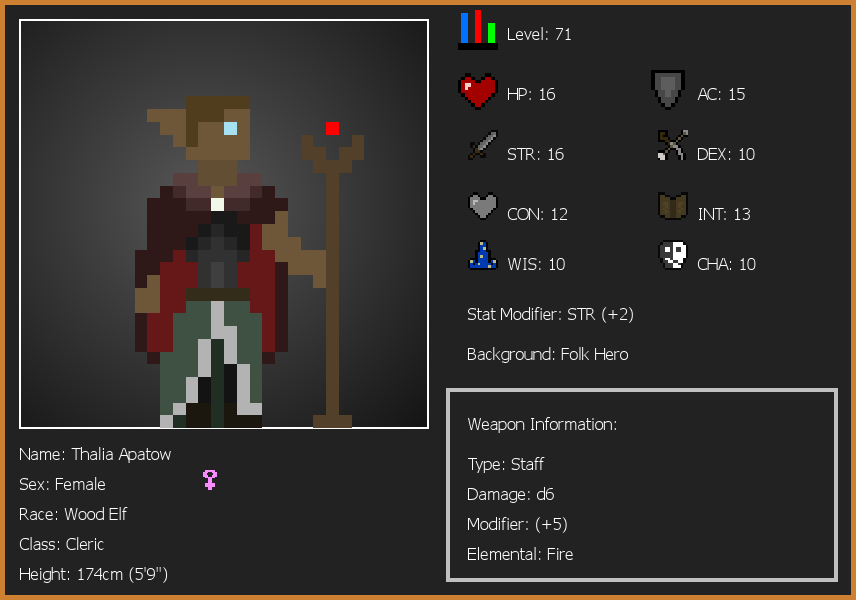 Level: 71
HP: 16
AC: 15
STR: 16
DEX: 10
CON: 12
INT: 13
WIS: 10
CHA: 10
Stat Modifier: STR (+2)
Background: Folk Hero
Weapon Information:
Type: Staff
Damage: d6
Modifier: (+5)
Elemental: Fire
Name: Thalia Apatow
Sex: Female
Race: Wood Elf
Class: Cleric
Height: 174cm (5'9")